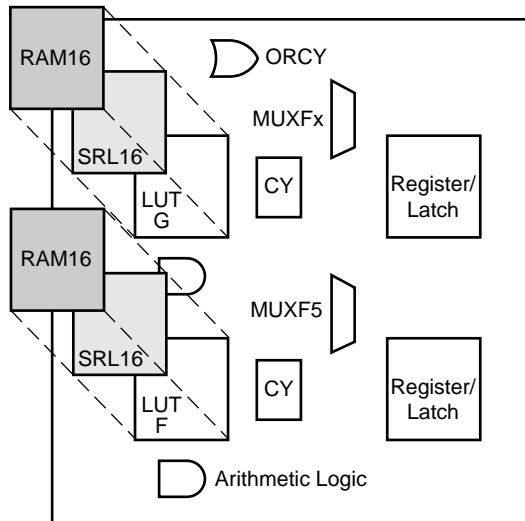 RAM16
ORCY
MUXFx
SRL16
LUT
G
CY
Register/
Latch
RAM16
MUXF5
SRL16
LUT
F
CY
Register/
Latch
Arithmetic Logic